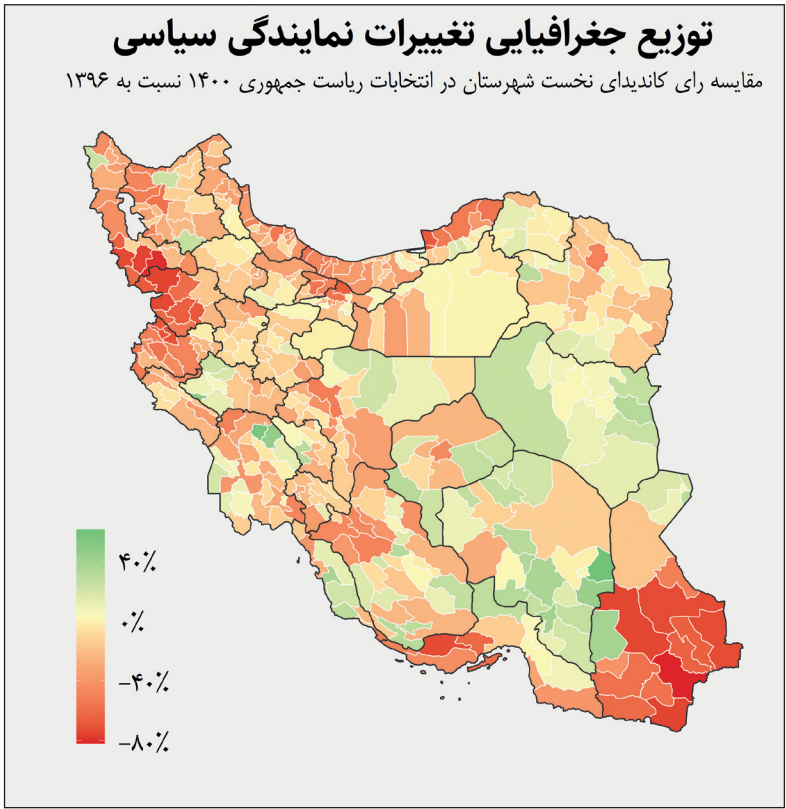 توزیع جغرافیایی تغییرات نمایندگی سیاسی
مقایسه رای کاندیدای نخست شهرستان در انتخابات ریاست جمهوری ۱۴۰۰ نسبت به ۱۳۹۶
۴۰٪
۰٪
−۴۰٪
−۸۰٪